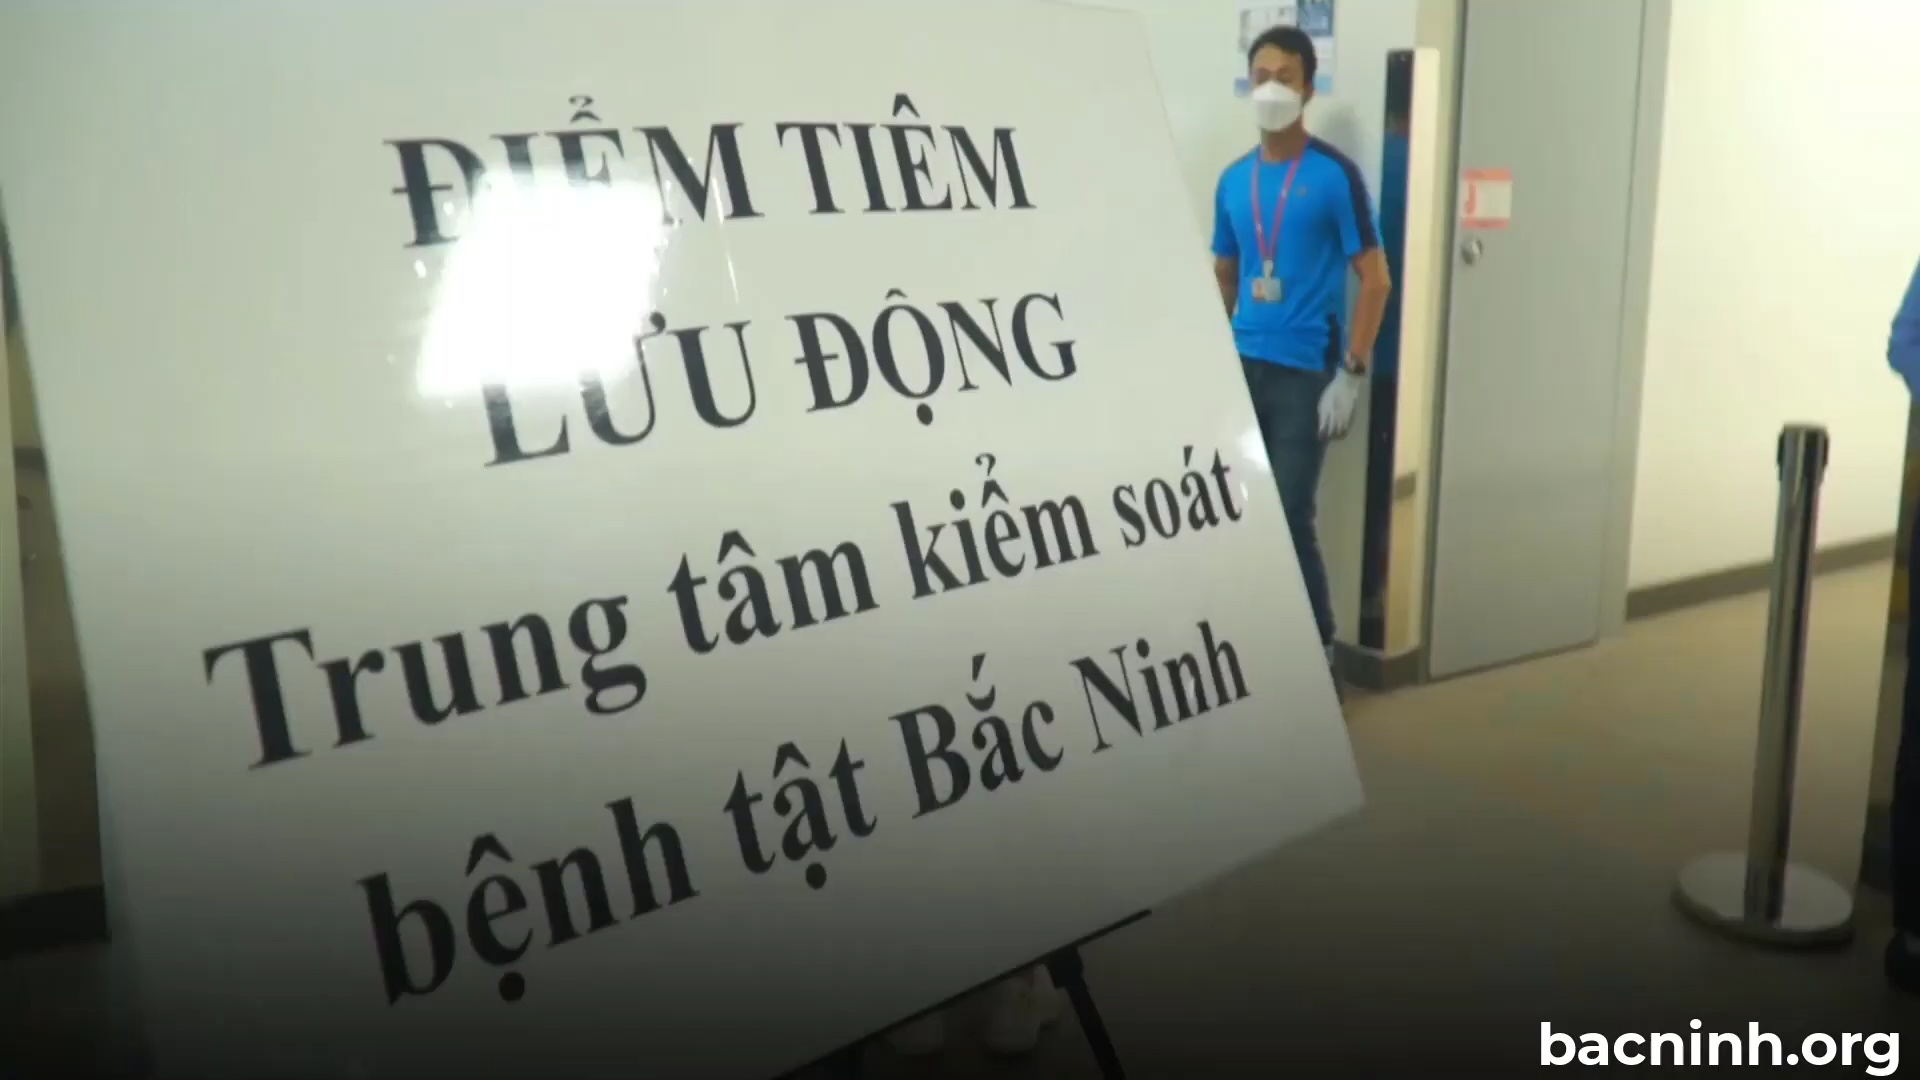 ĐIỂM TIÊM
LƯU ĐỘNG
Trung tâm kiểm soát
bệnh tật Bắc Ninh
bacninh.org